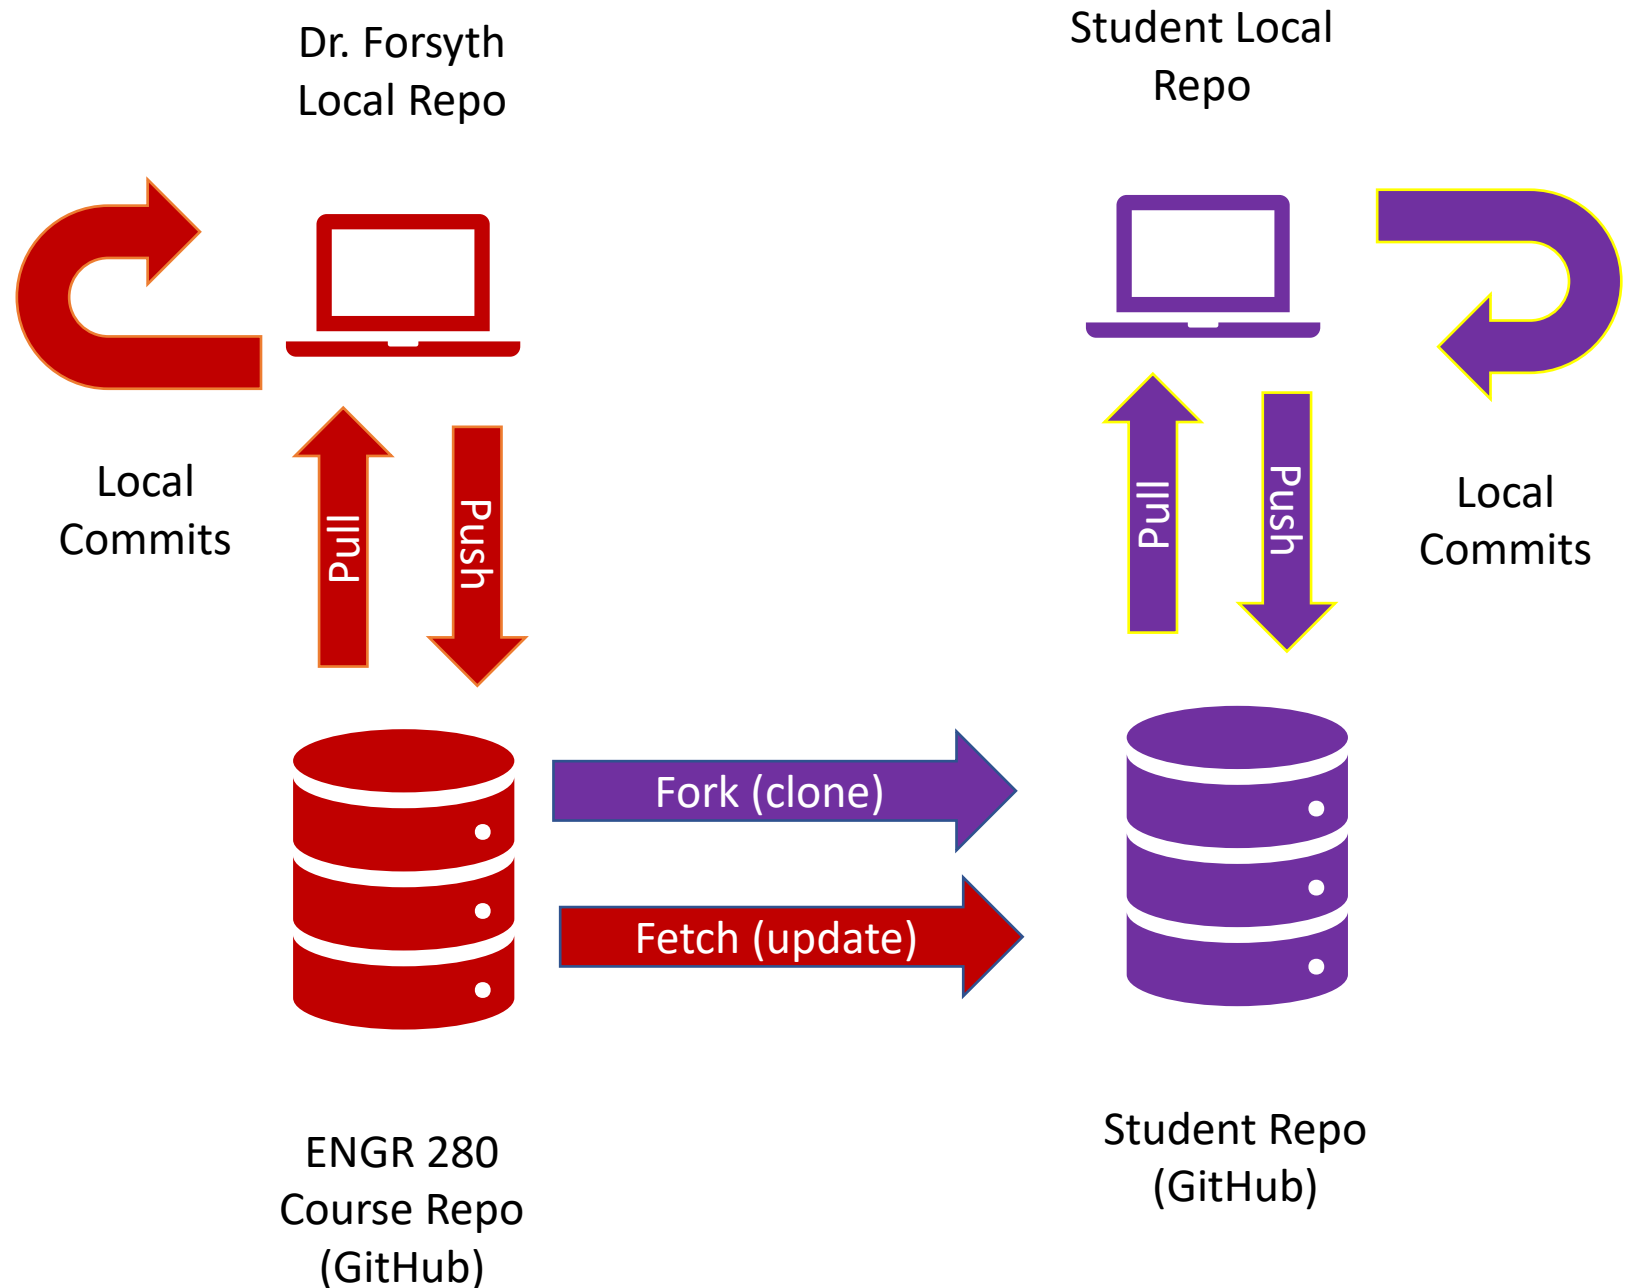 Dr. Forsyth
Local Repo
Student Local
Repo
Local
Commits
Pull
Push
Pull
Push
Local
Commits
Fork (clone)
Fetch (update)
ENGR 280
Course Repo
(GitHub)
Student Repo
(GitHub)